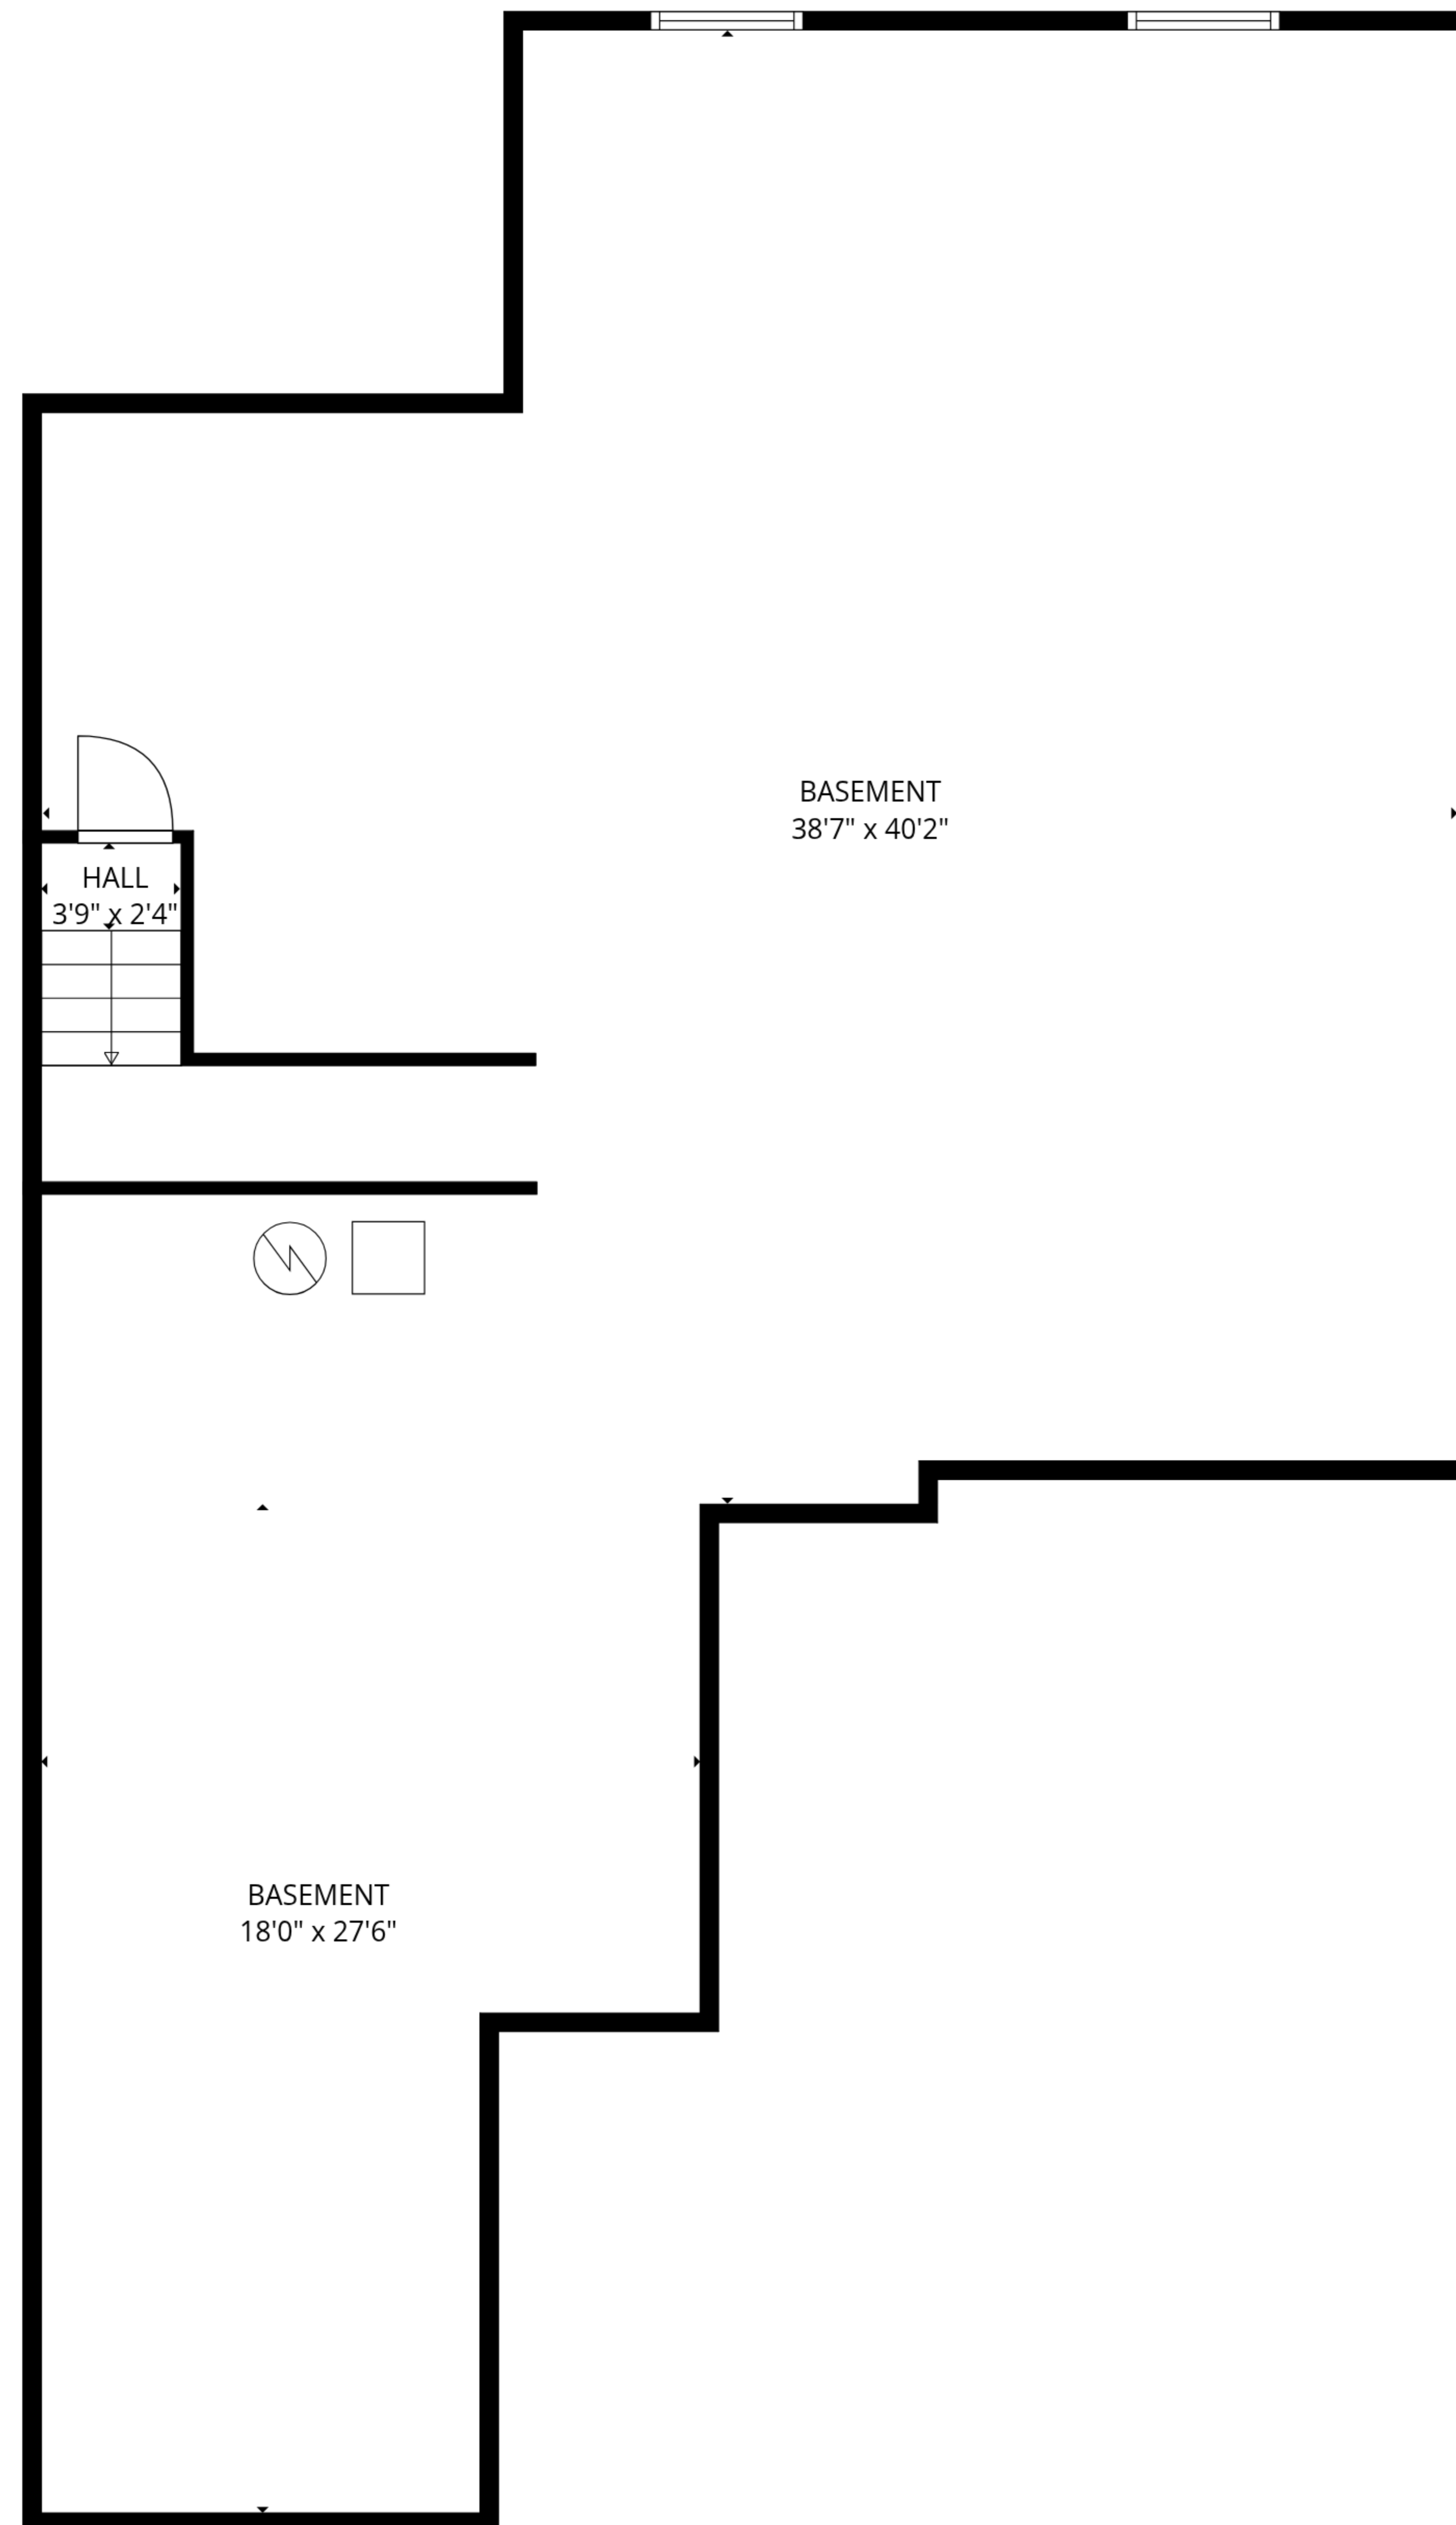 BASEMENT
38'7" x 40'2"
HALL
3'9" x 2'4"
BASEMENT
18'0" x 27'6"